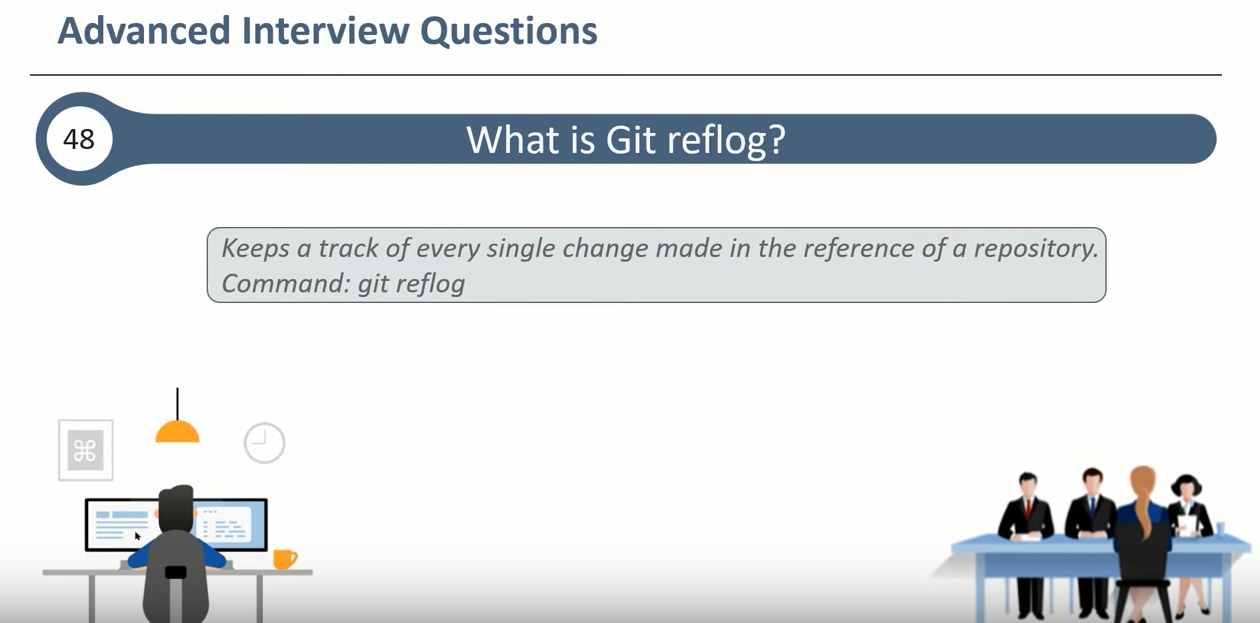 Advanced Interview Questions
48
What is Git reflog?
Keeps a track of every single change made in the reference of a repository.
Command: git reflog